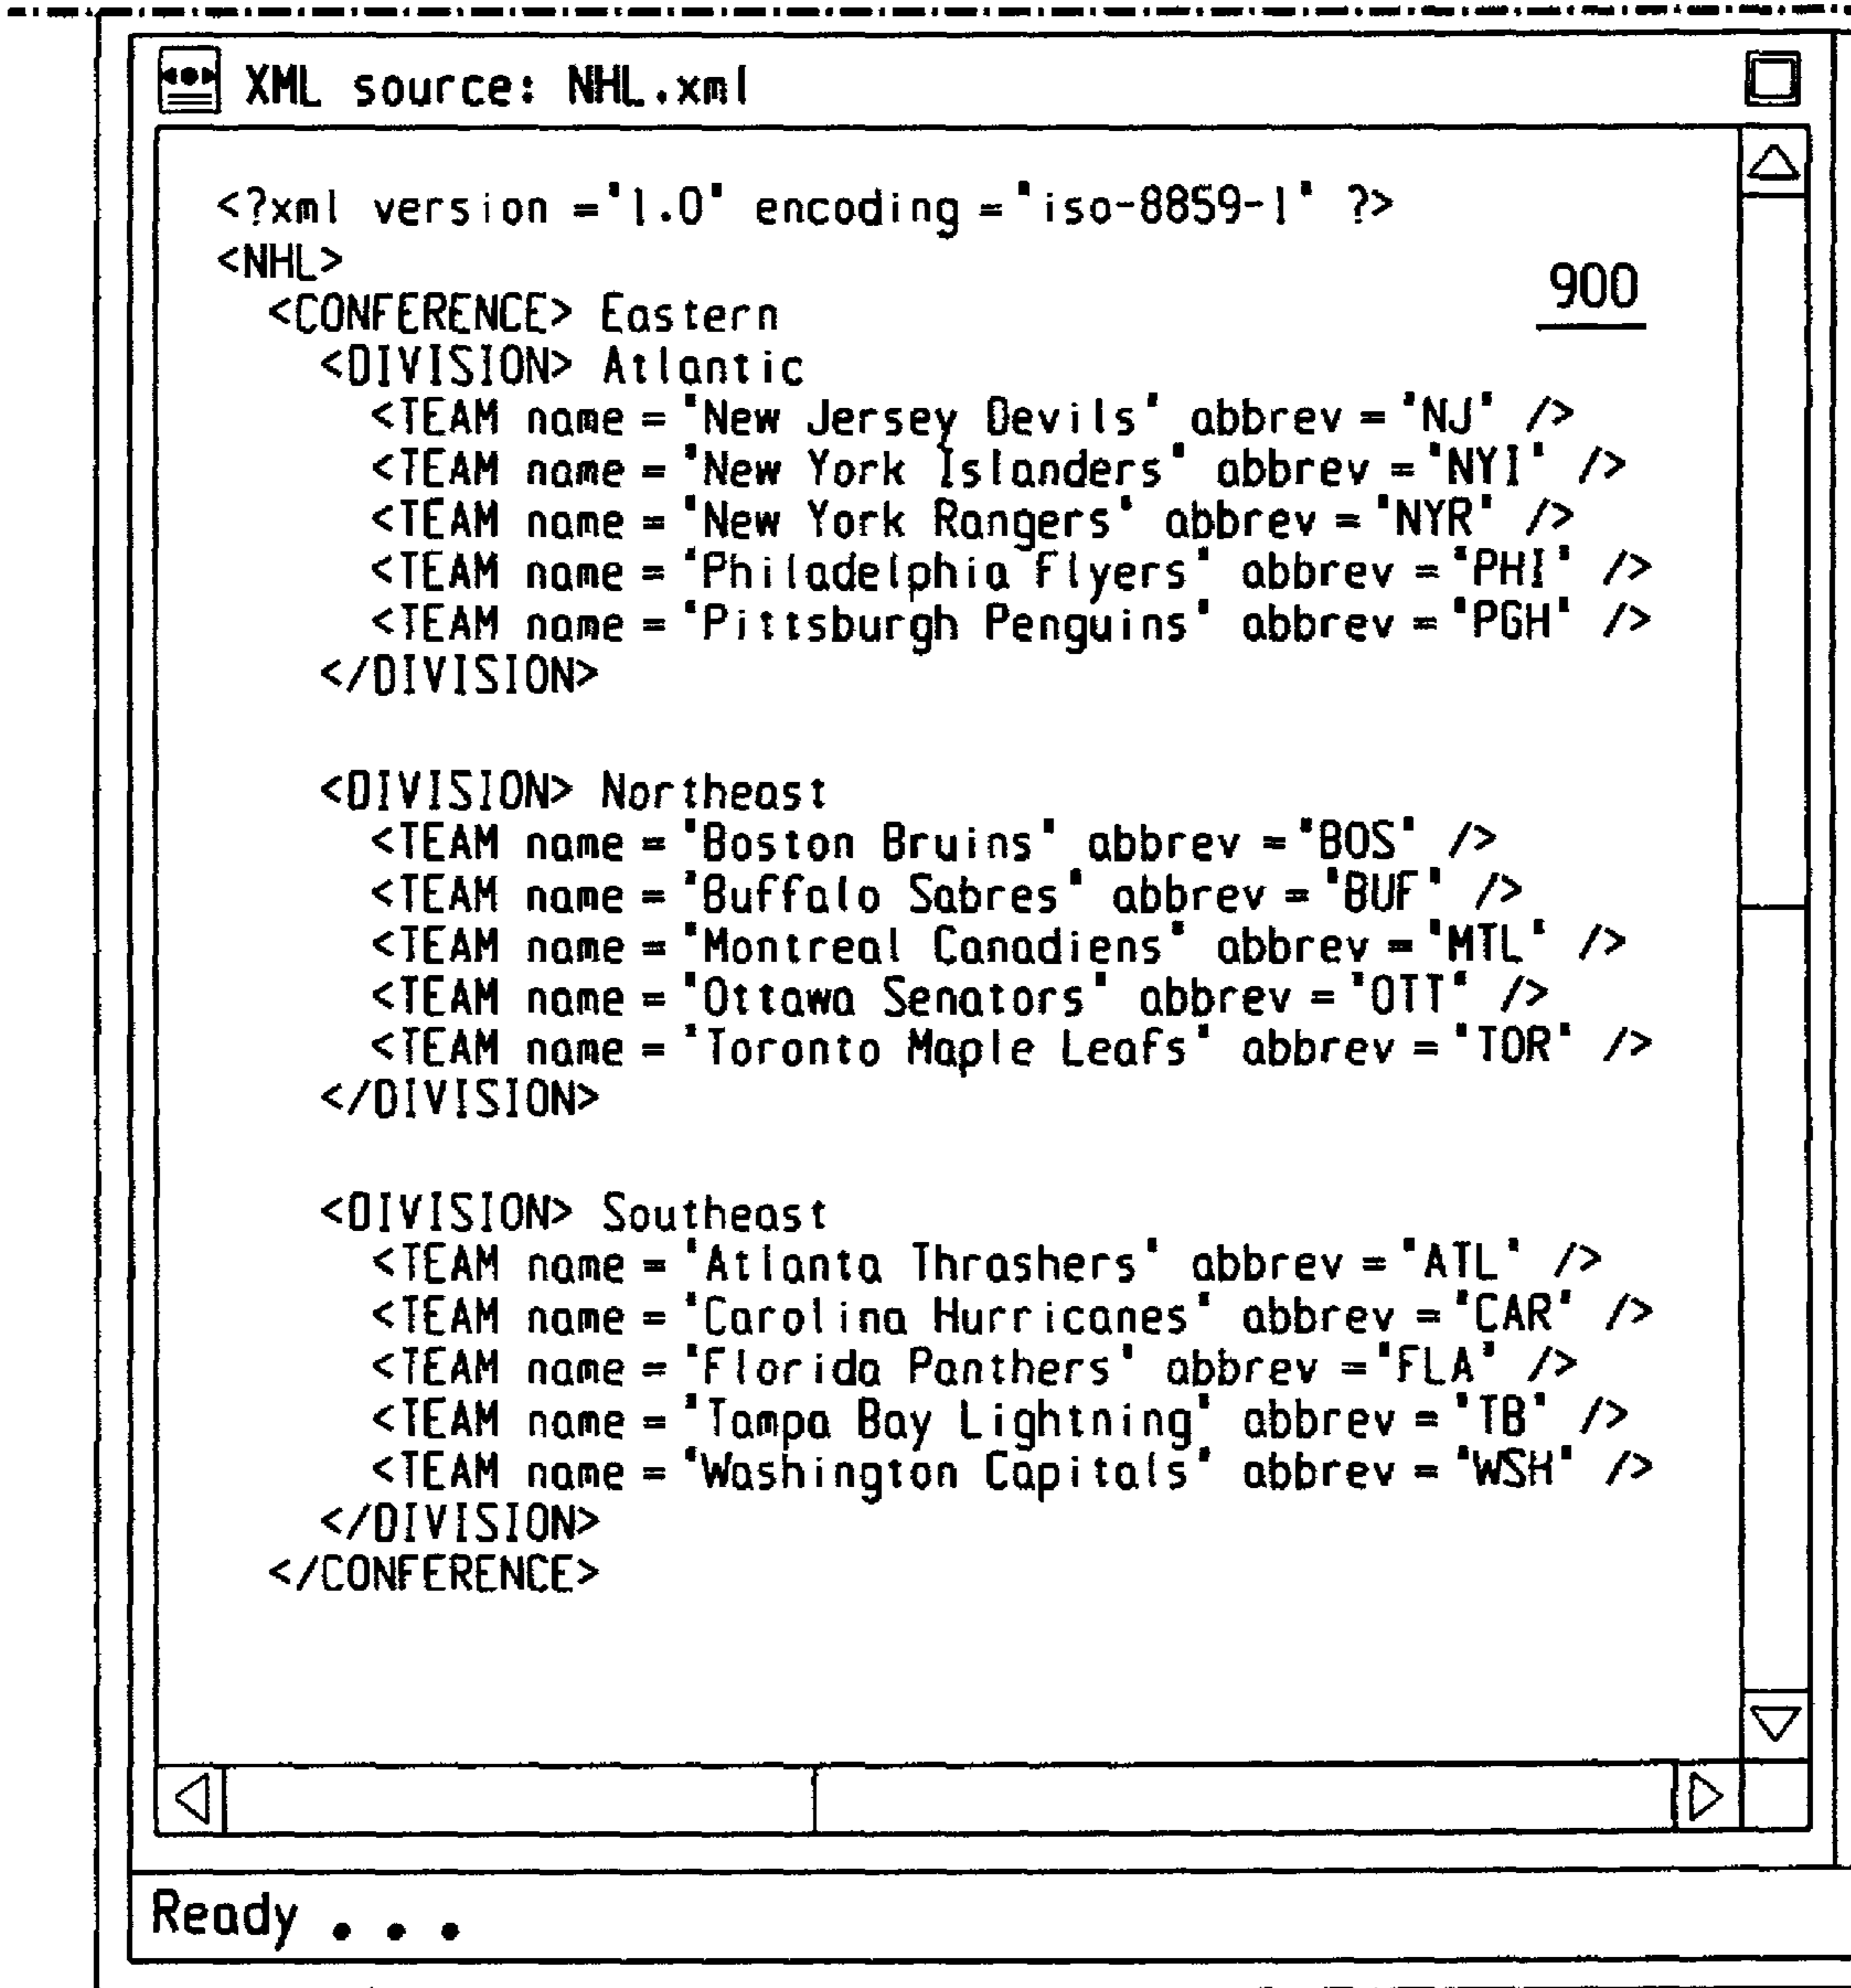 XML source: NHL.xml
<?xml version ="1.0" encoding ="iso-8859-1" ?>
<NHL>
900
<CONFERENCE> Eastern
<DIVISION> Atlantic
<TEAM name = "New Jersey Devils" abbrev = "NJ" />
<TEAM name = "New York Islanders" abbrev = "NYI" />
<TEAM name = "New York Rangers" abbrev = "NYR" />
<TEAM name = "Philadelphia Flyers" abbrev = "PHI" />
<TEAM name = "Pittsburgh Penguins" abbrev = "PGH" />
</DIVISION>
<DIVISION> Northeast
<TEAM name = "Boston Bruins" abbrev = "BOS" />
<TEAM name = "Buffalo Sabres" abbrev = "BUF" />
<TEAM name = "Montreal Canadiens" abbrev = "MTL" />
<TEAM name = "Ottawa Senators" abbrev = "OTT" />
<TEAM name = "Toronto Maple Leafs" abbrev = "TOR" />
</DIVISION>
<DIVISION> Southeast
<TEAM name = "Atlanta Thrashers" abbrev = "ATL" />
<TEAM name = "Carolina Hurricanes" abbrev = "CAR" />
<TEAM name = "Florida Panthers" abbrev = "FLA" />
<TEAM name = "Tampa Bay Lightning" abbrev = "TB" />
<TEAM name = "Washington Capitals" abbrev = "WSH" />
</DIVISION>
</CONFERENCE>
Ready . . .